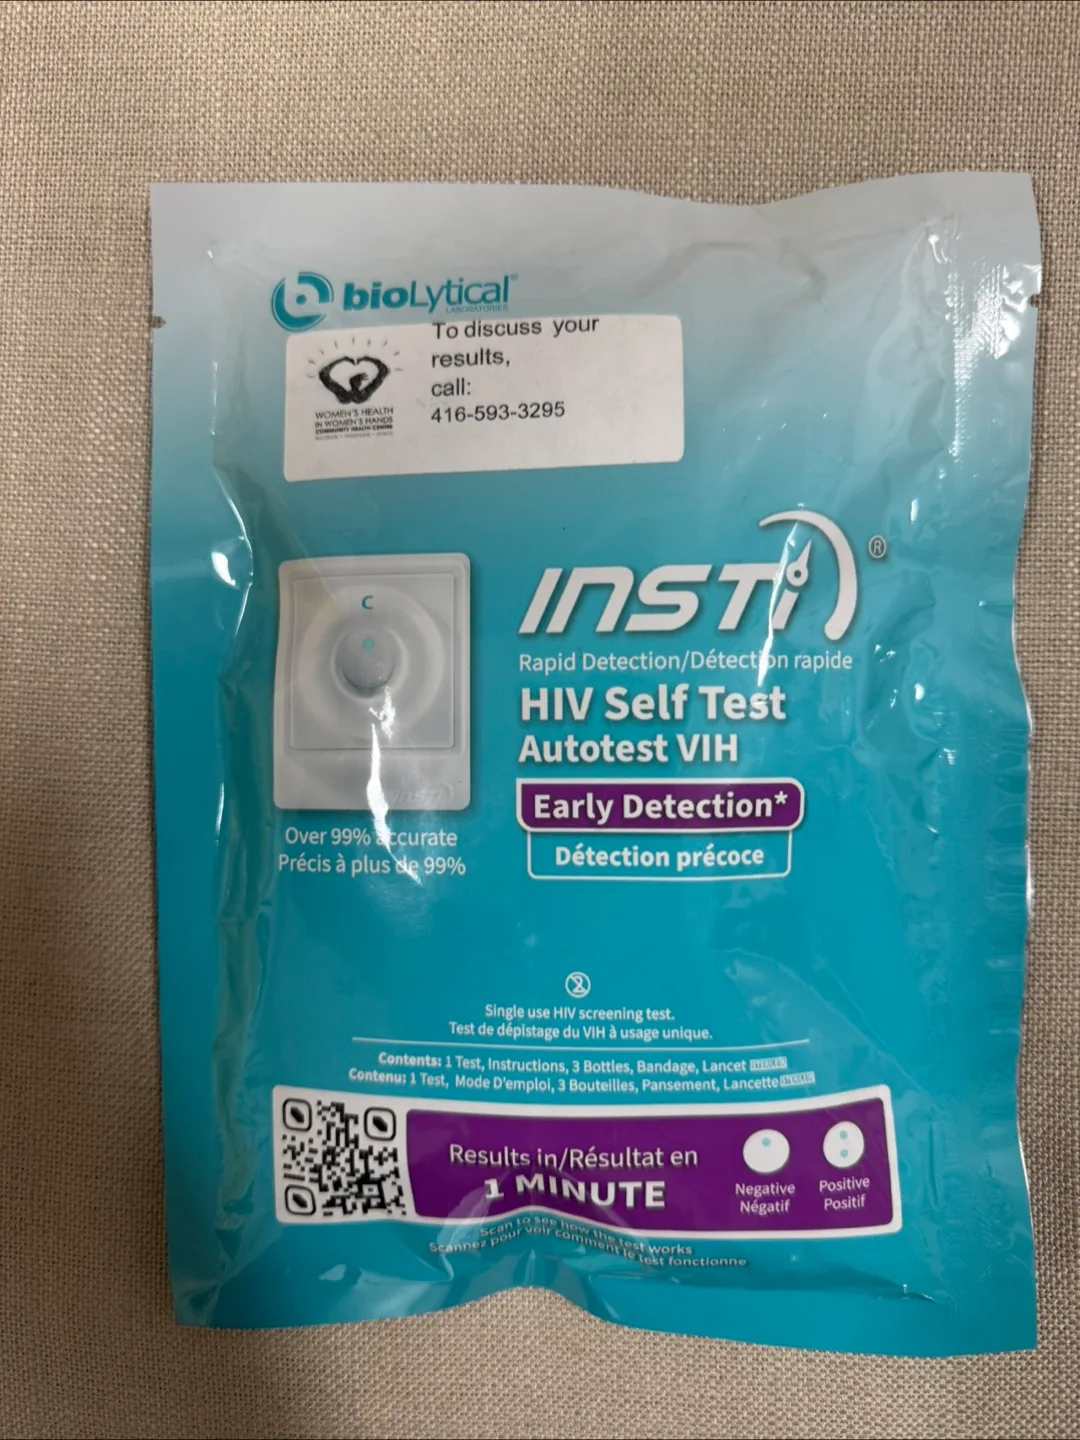 bioLytical®
LABORATORIES
To discuss your
results,
call:
416-593-3295
WOMEN'S HEALTH
IN WOMEN'S HANDS
COMMUNITY HEALTH CENTRE
C
insti
INSTi®
Rapid Detection/Détection rapide
HIV Self Test
Autotest VIH
Early Detection*
Détection précoce
Over 99% accurate
Précis à plus de 99%
2
Single use HIV screening test.
Test de dépistage du VIH à usage unique.
Contents: 1 Test, Instructions, 3 Bottles, Bandage, Lancet
Contenu: 1 Test, Mode D'emploi, 3 Bouteilles, Pansement, Lancette
Results in/Résultat en
1 MINUTE
Negative
Négatif
Positive
Positif
Scan to see how the test works
Scannez pour voir comment le test fonctionne